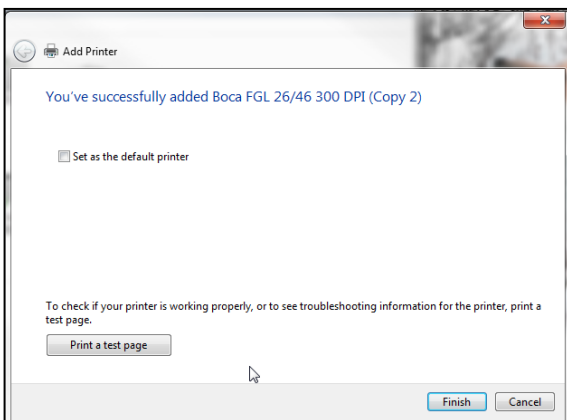 Add Printer
You've successfully added Boca FGL 26/46 300 DPI (Copy 2)
Set as the default printer
To check if your printer is working properly, or to see troubleshooting information for the printer, print a
test page.
Print a test page
Finish Cancel